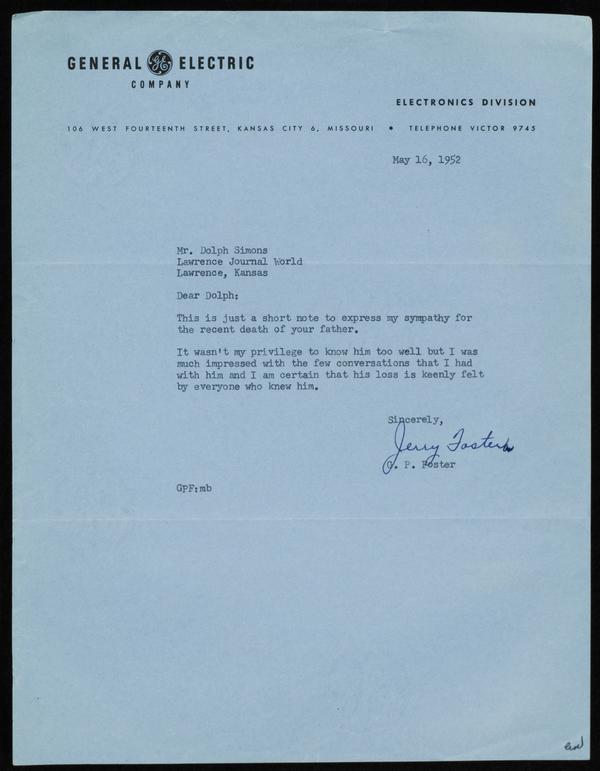 GENERAL GE ELECTRIC
COMPANY
ELECTRONICS DIVISION
106 WEST FOURTEENTH STREET, KANSAS CITY 6, MISSOURI • TELEPHONE VICTOR 9745
May 16, 1952
Mr. Dolph Simons
Lawrence Journal World
Lawrence, Kansas
Dear Dolph:
This is just a short note to express my sympathy for
the recent death of your father.
It wasn't my privilege to know him too well but I was
much impressed with the few conversations that I had
with him and I am certain that his loss is keenly felt
by everyone who knew him.
Sincerely,
Jerry Foster
G. P. Foster
GPF:mb